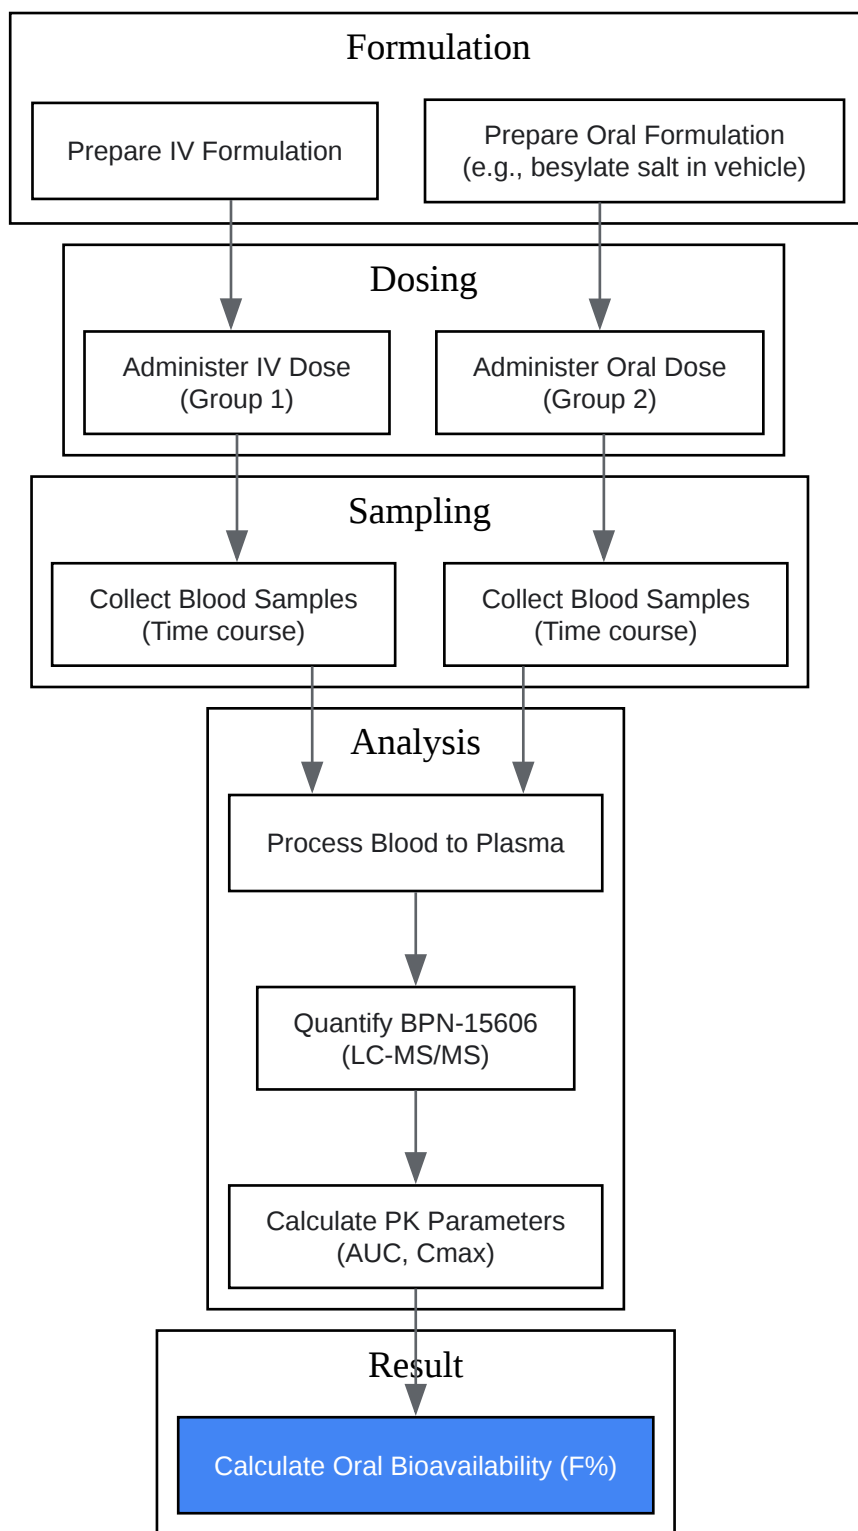 Formulation
Prepare IV Formulation
Prepare Oral Formulation
(e.g., besylate salt in vehicle)
Dosing
Administer IV Dose
(Group 1)
Administer Oral Dose
(Group 2)
Sampling
Collect Blood Samples
(Time course)
Collect Blood Samples
(Time course)
Analysis
Process Blood to Plasma
Quantify BPN-15606
(LC-MS/MS)
Calculate PK Parameters
(AUC, Cmax)
Result
Calculate Oral Bioavailability (F%)